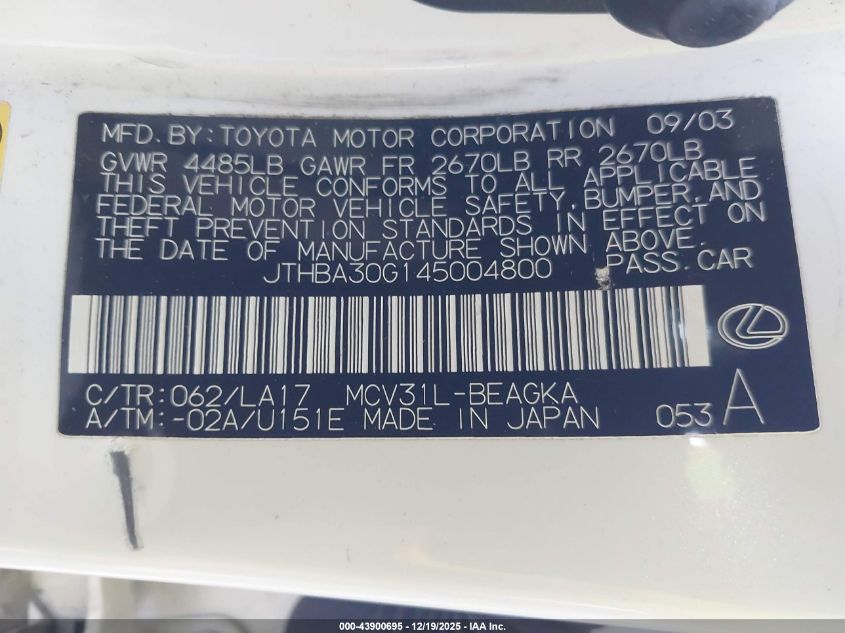 MFD.BY:TOYOTA MOTOR CORPORATION 09/03
GVWR 4485LB GAWR FR 2670LB RR 2670LB
THIS VEHICLE CONFORMS TO ALL APPLICABLE
FEDERAL MOTOR VEHICLE SAFETY,BUMPER,AND
THEFT PREVENTION STANDARDS IN EFFECT ON
THE DATE OF MANUFACTURE SHOWN ABOVE.
JTHBA30G145004800 PASS.CAR
C/TR:062/LA17 MCV31L-BEAGKA
A/TM:-02A/U151E MADE IN JAPAN 053 A
000-43900695 - 12/19/2025 - IAA Inc.